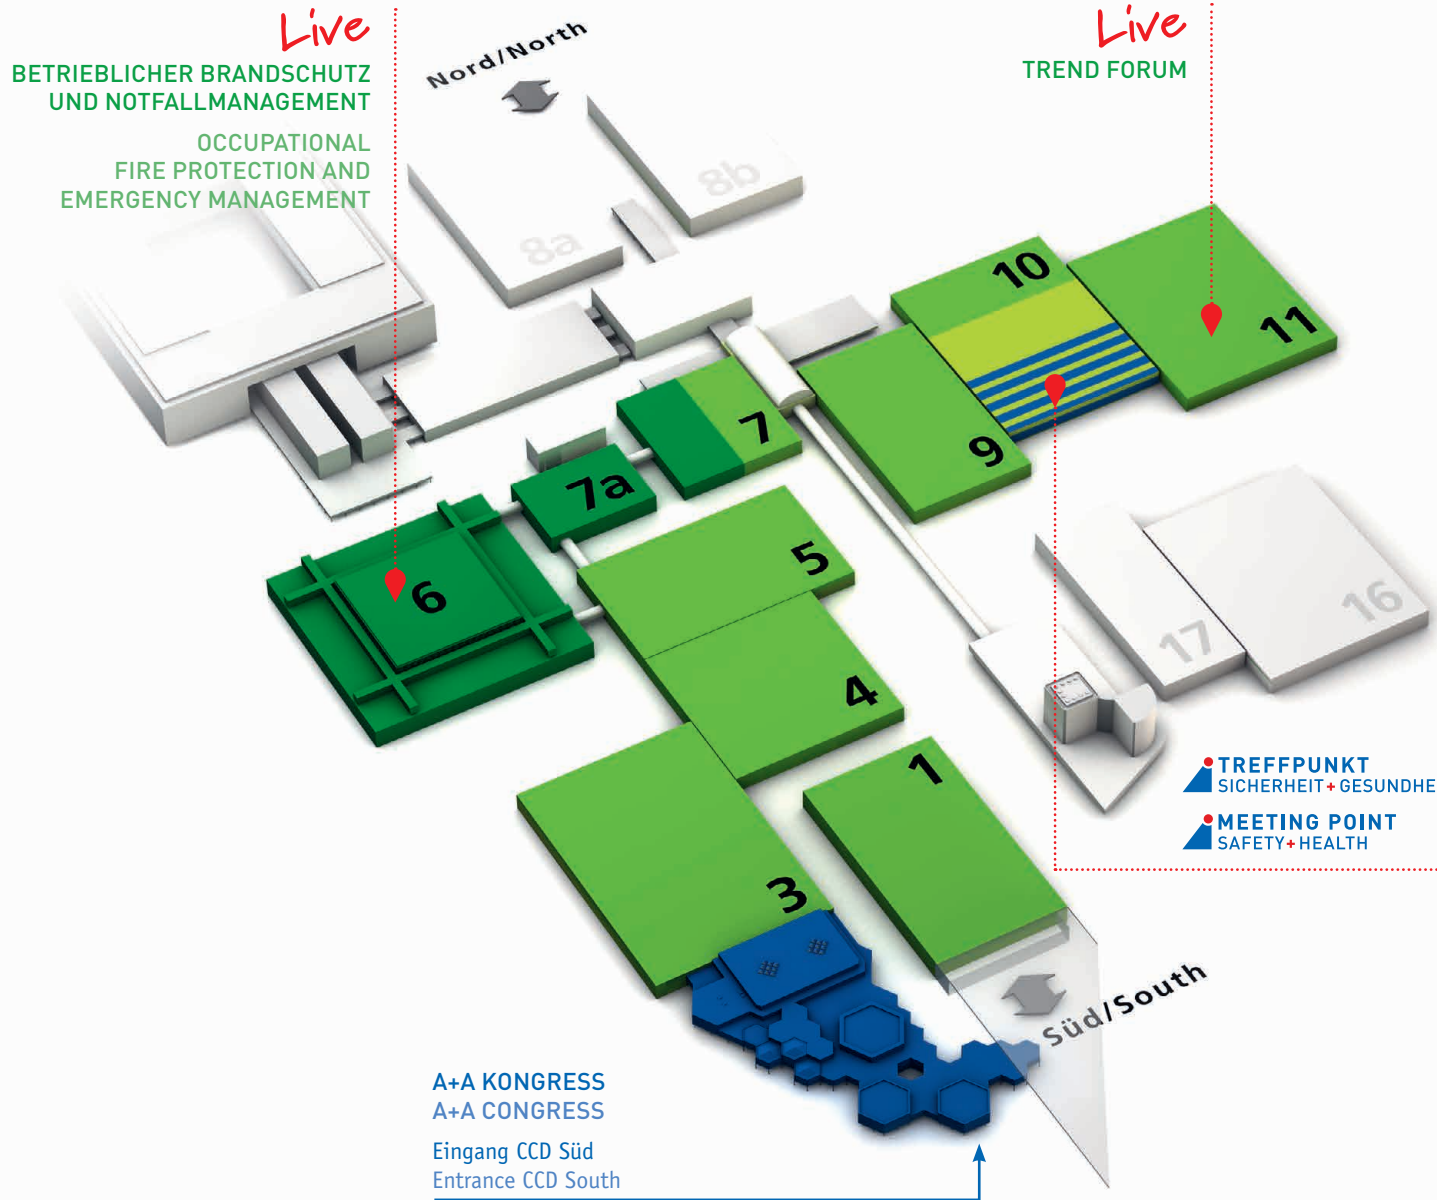 Live
BETRIEBLICHER BRANDSCHUTZ
UND NOTFALLMANAGEMENT
OCCUPATIONAL
FIRE PROTECTION AND
EMERGENCY MANAGEMENT
Nord/North
Live
TREND FORUM
8b
8a
10
11
9
7
7a
6
5
4
16
17
1
3
TREFFPUNKT
SICHERHEIT+GESUNDHE
MEETING POINT
SAFETY+HEALTH
Süd/South
A+A KONGRESS
A+A CONGRESS
Eingang CCD Süd
Entrance CCD South